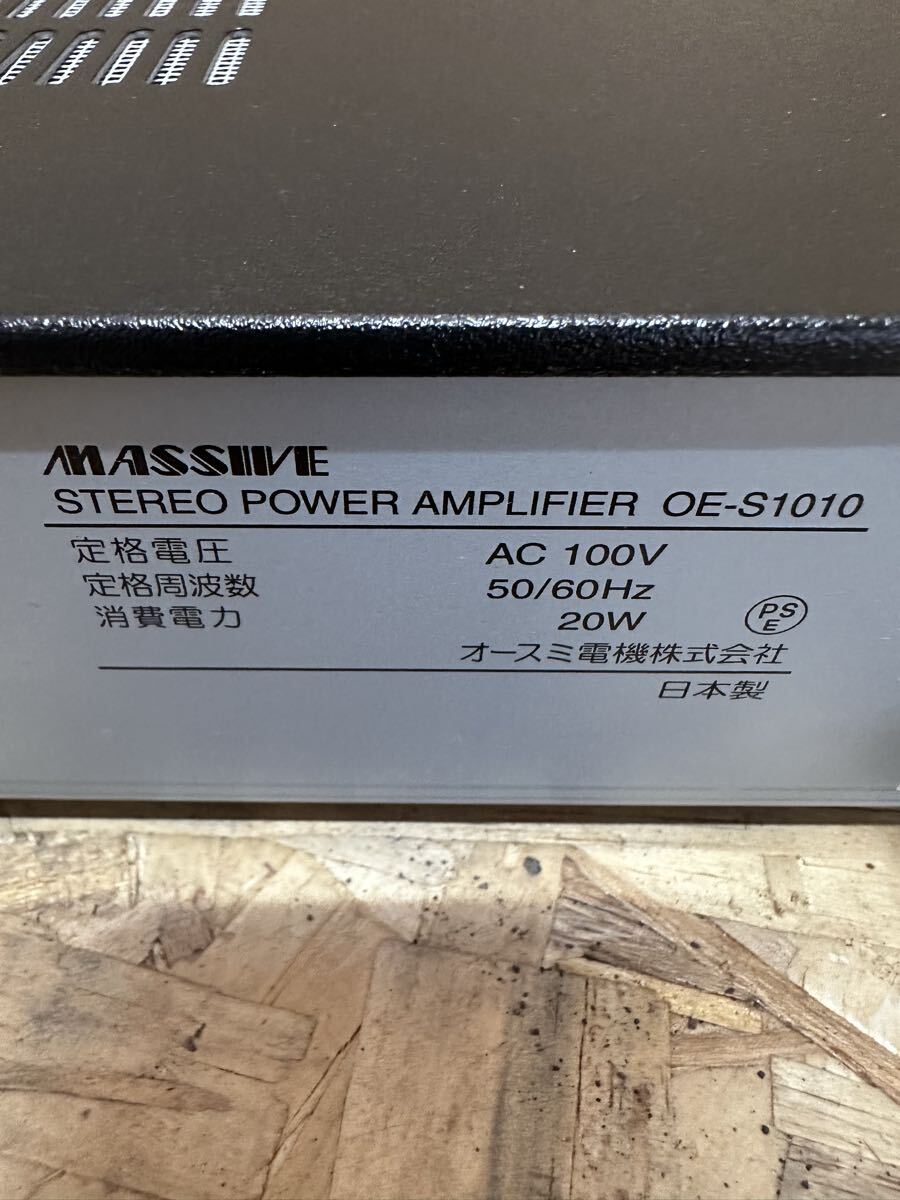 MASSIIVE
STEREO POWER AMPLIFIER OE-S1010
定格電圧 AC 100V
定格周波数 50/60Hz
消費電力 20W PSE
オースミ電機株式会社
日本製